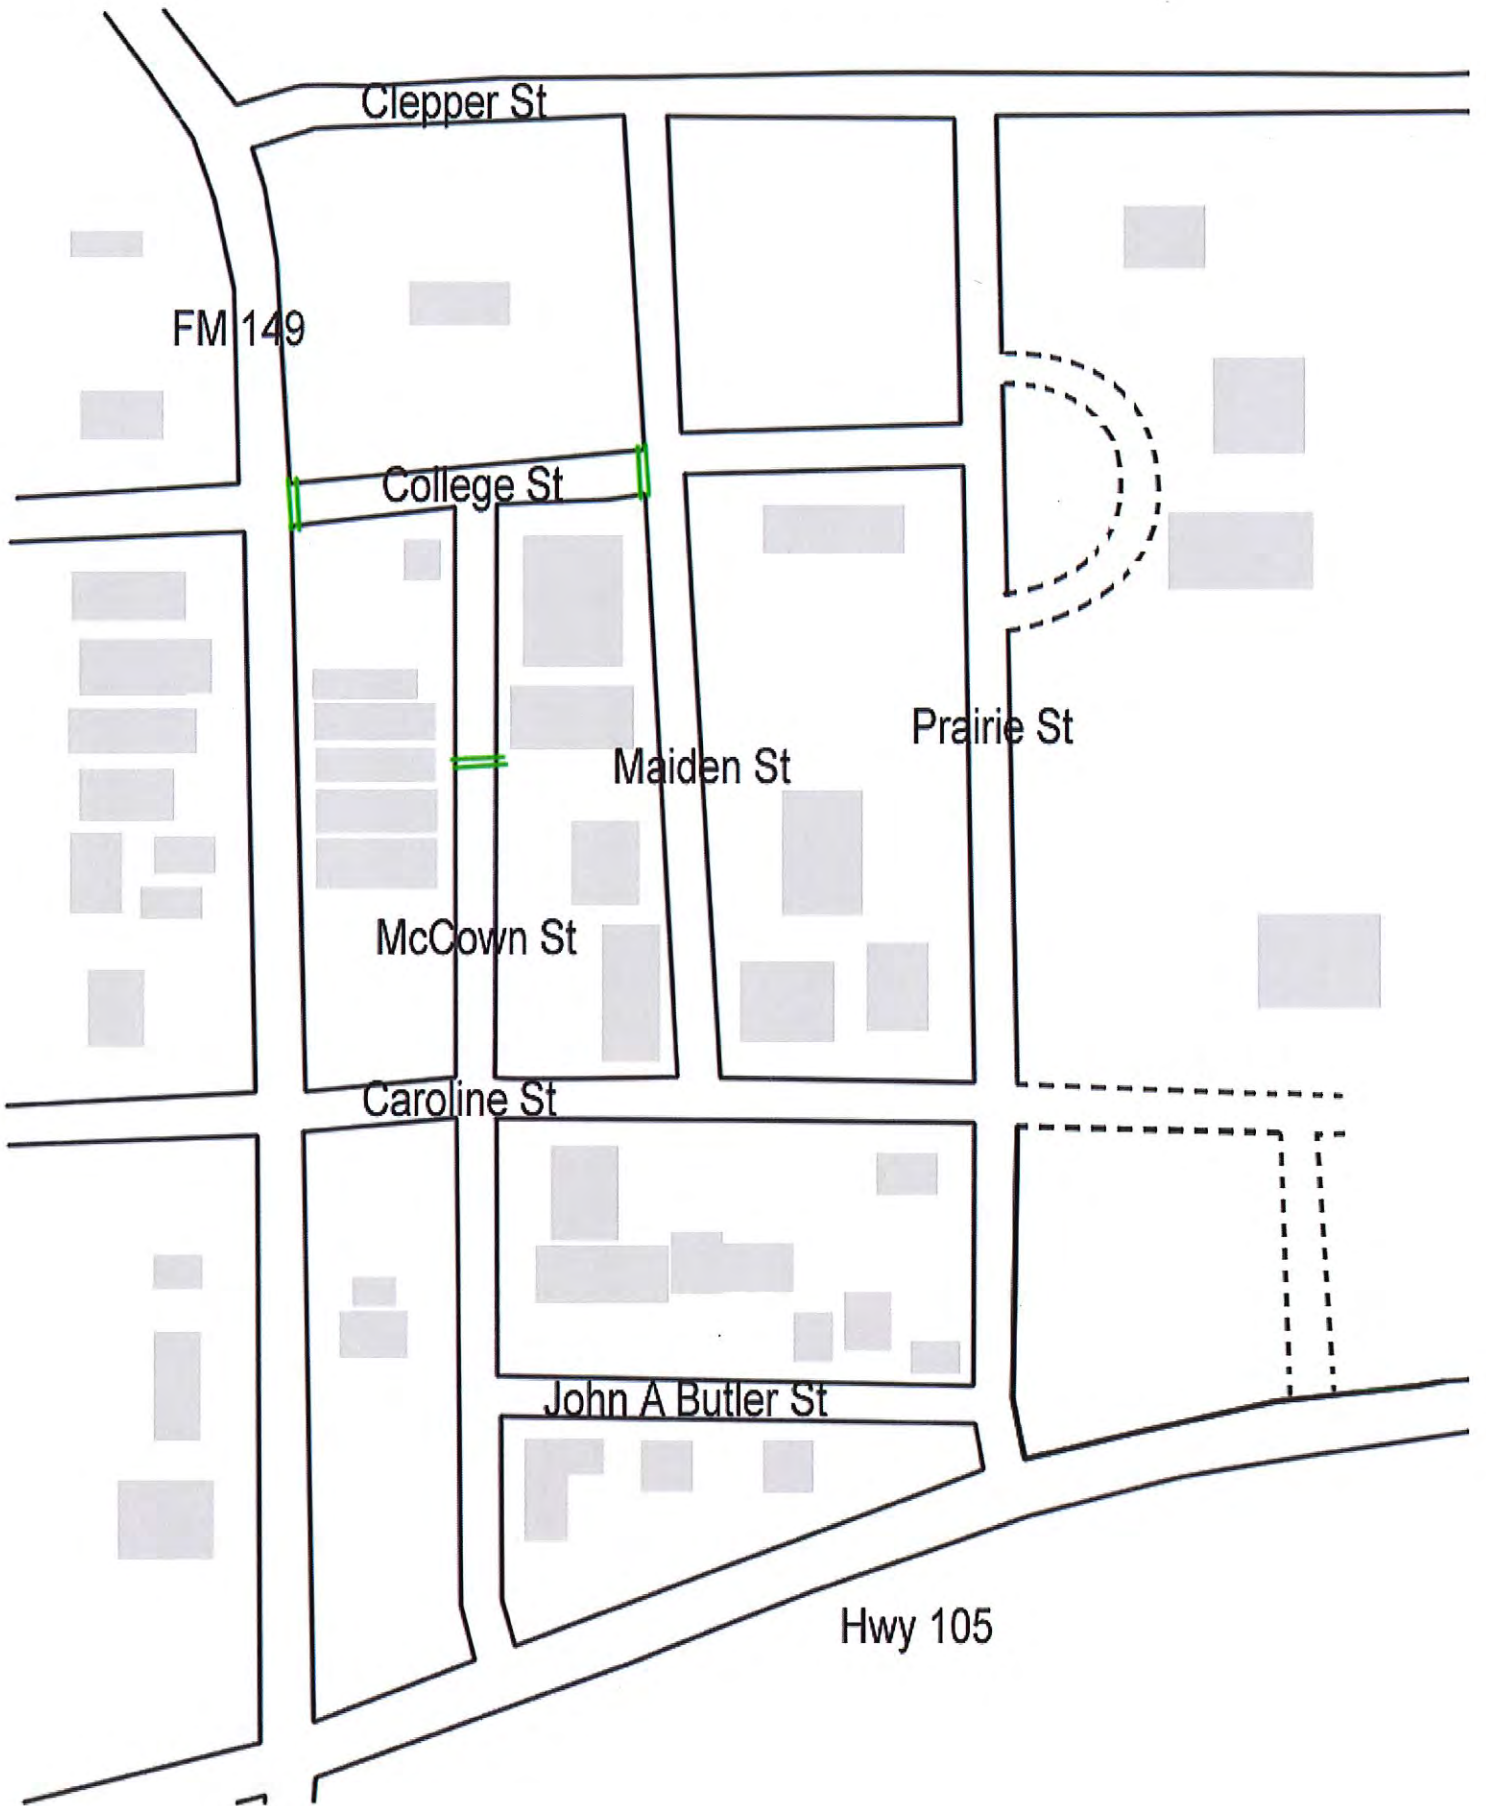 Clepper St
FM 149
College St
Prairie St
Maiden St
McCown St
Caroline St
John A Butler St
Hwy 105